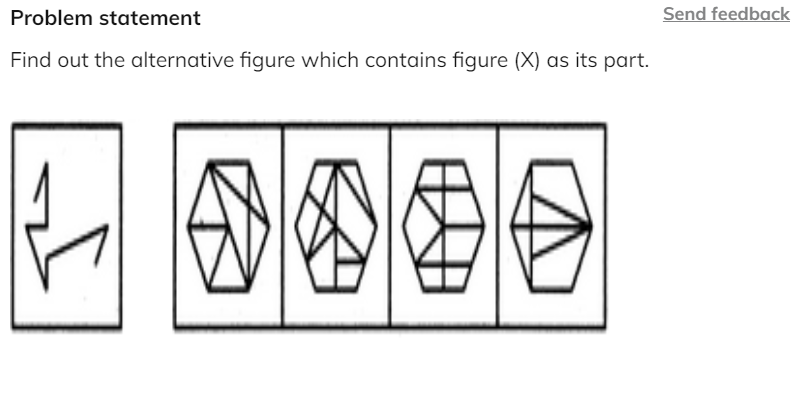 Problem statement
Send feedback
Find out the alternative figure which contains figure (X) as its part.